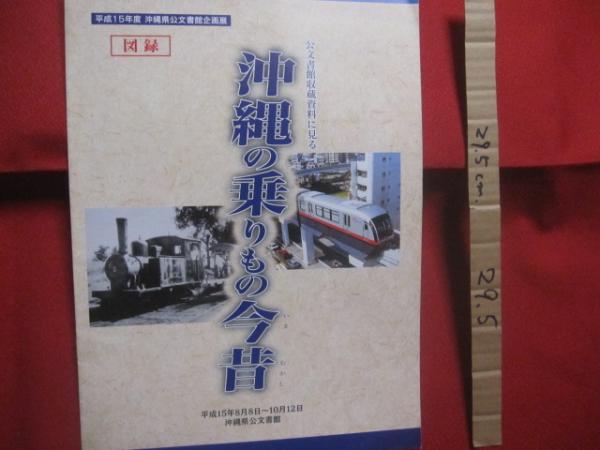 平成15年度 沖縄県公文書館企画展
図録
公文書館収蔵資料に見る
沖縄の乗りもの今昔
いま
むかし
平成15年8月8日～10月12日
沖縄県公文書館
29.5cm.
29.5